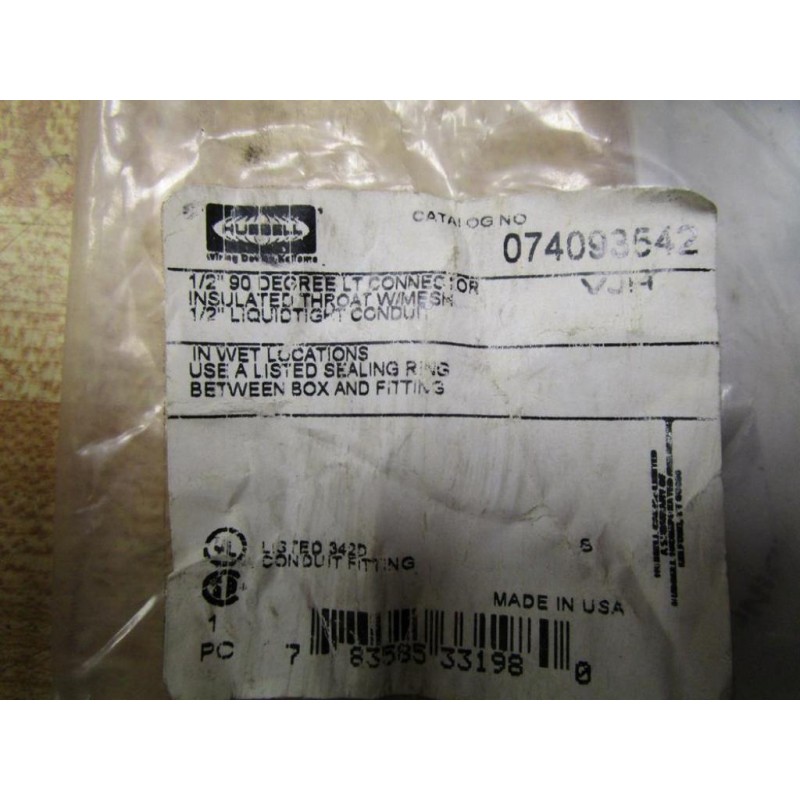 HUBBELL
Wiring Device-Kellems
CATALOG NO
074093542
1/2" 90 DEGREE LT CONNECTOR
INSULATED THROAT W/MESH
1/2" LIQUIDTIGHT CONDUIT
IN WET LOCATIONS
USE A LISTED SEALING RING
BETWEEN BOX AND FITTING
UL
LISTED 342D
CONDUIT FITTING
S
MADE IN USA
1
PC
7 83585 33198 0